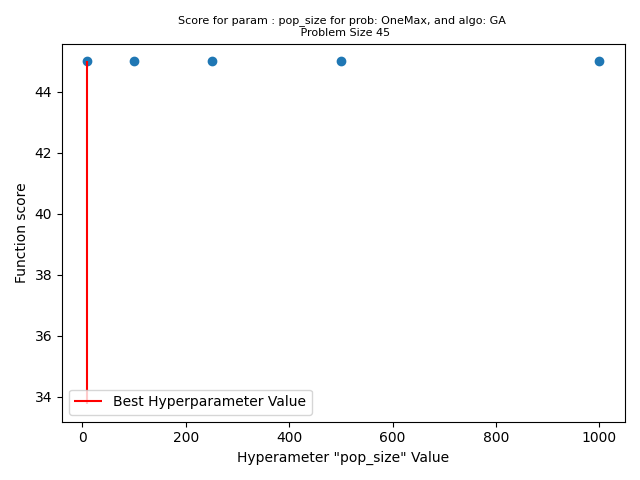 Score for param : pop_size for prob: OneMax, and algo: GA
Problem Size 45
Function score
44
42
40
38
36
34
Best Hyperparameter Value
0
200
400
600
800
1000
Hyperameter "pop_size" Value